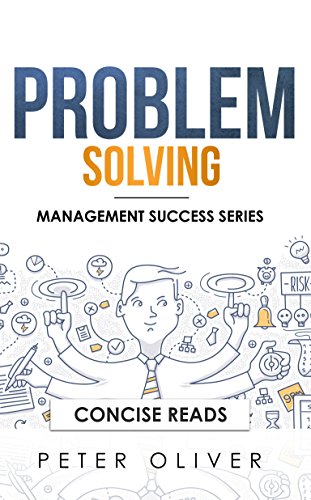 PROBLEM
SOLVING
MANAGEMENT SUCCESS SERIES
RISK
CONCISE READS
PETER OLIVER